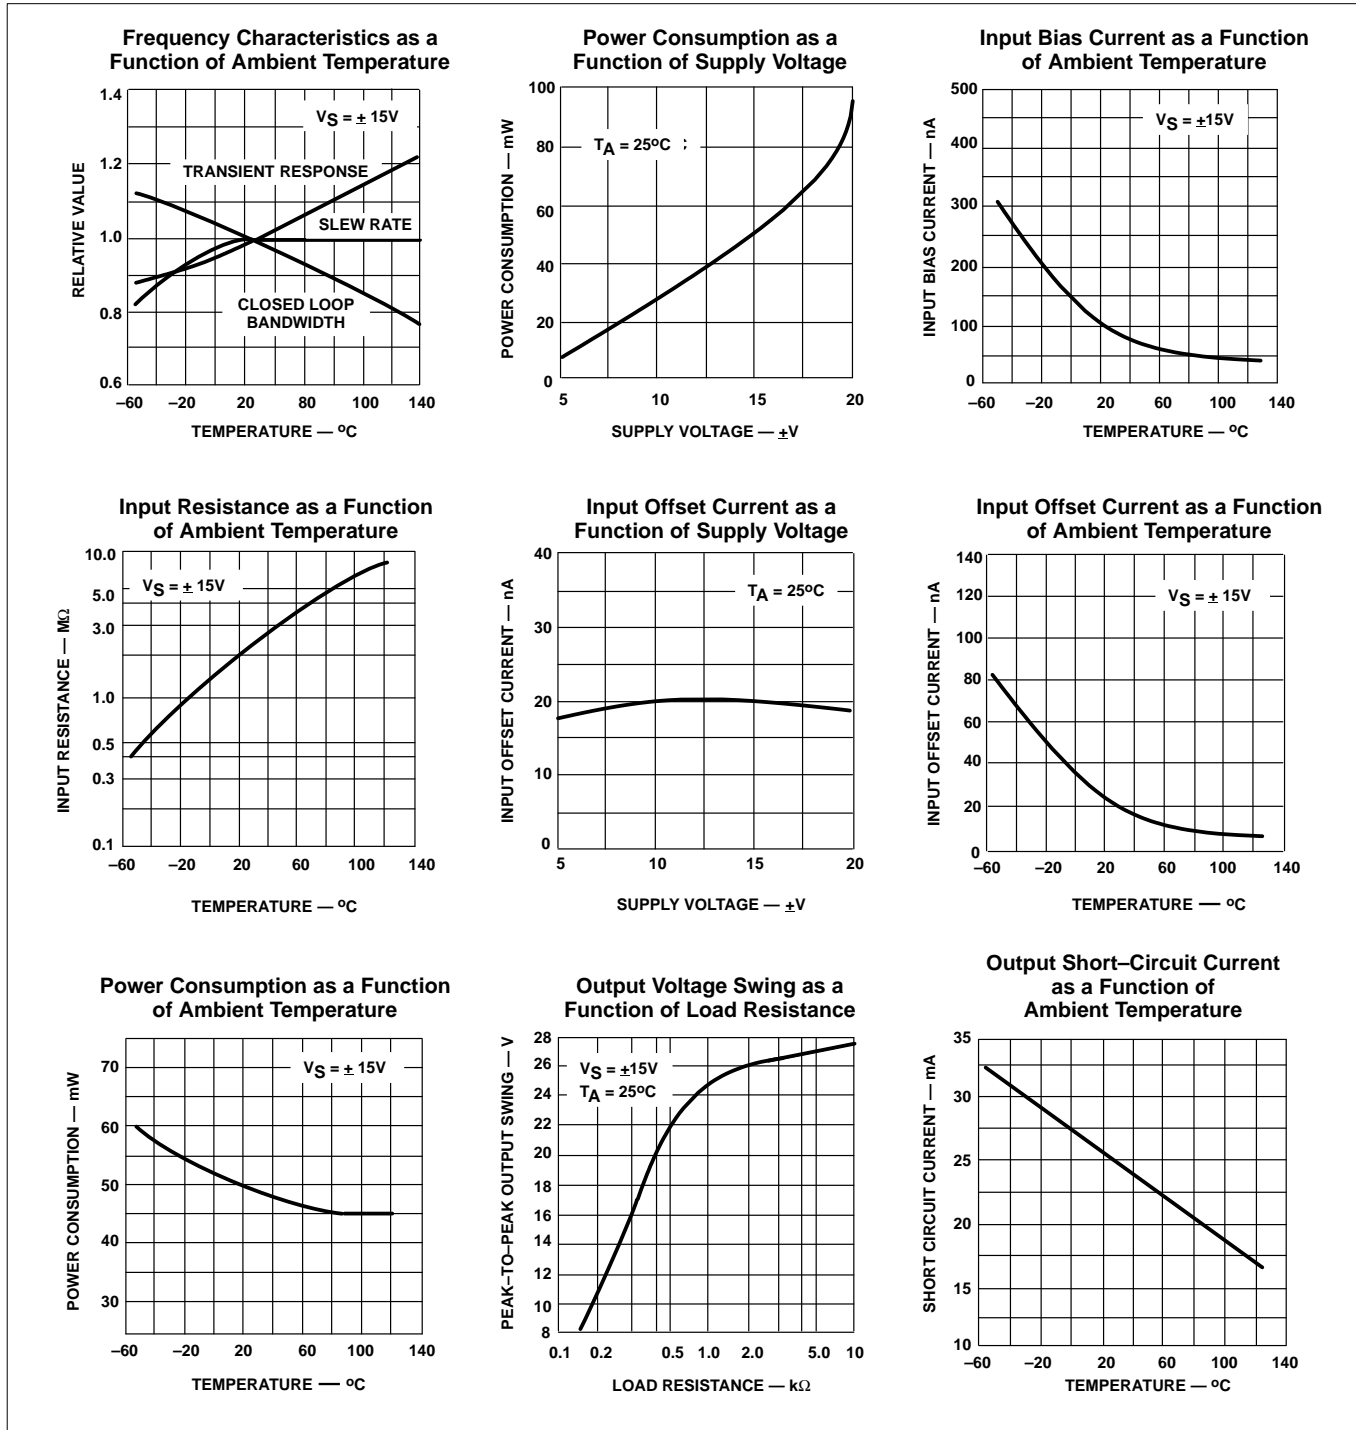 Frequency Characteristics as a
Function of Ambient Temperature
1.4
1.2
1.0
0.8
0.6
RELATIVE VALUE
VS = ± 15V
TRANSIENT RESPONSE
SLEW RATE
CLOSED LOOP
BANDWIDTH
–60 –20 20 60 100 140
TEMPERATURE — oC
Power Consumption as a
Function of Supply Voltage
100
80
60
40
20
0
POWER CONSUMPTION — mW
TA = 25oC :
5 10 15 20
SUPPLY VOLTAGE — ±V
Input Bias Current as a Function
of Ambient Temperature
500
400
300
200
100
0
INPUT BIAS CURRENT — nA
VS = ±15V
–60 –20 20 60 100 140
TEMPERATURE — oC
Input Resistance as a Function
of Ambient Temperature
10.0
5.0
3.0
1.0
0.5
0.3
0.1
INPUT RESISTANCE — MΩ
VS = ± 15V
–60 –20 20 60 100 140
TEMPERATURE — oC
Input Offset Current as a
Function of Supply Voltage
40
30
20
10
0
INPUT OFFSET CURRENT — nA
TA = 25oC
5 10 15 20
SUPPLY VOLTAGE — ±V
Input Offset Current as a Function
of Ambient Temperature
140
120
100
80
60
40
20
0
INPUT OFFSET CURRENT — nA
VS = ± 15V
–60 –20 20 60 100 140
TEMPERATURE — oC
Power Consumption as a Function
of Ambient Temperature
70
60
50
40
30
POWER CONSUMPTION — mW
VS = ± 15V
–60 –20 20 60 100 140
TEMPERATURE — oC
Output Voltage Swing as a
Function of Load Resistance
28
26
24
22
20
18
16
14
12
10
8
PEAK–TO–PEAK OUTPUT SWING — V
VS = ±15V
TA = 25oC
0.1 0.2 0.5 1.0 2.0 5.0 10
LOAD RESISTANCE — kΩ
Output Short–Circuit Current
as a Function of
Ambient Temperature
35
30
25
20
15
10
SHORT CIRCUIT CURRENT — mA
–60 –20 20 60 100 140
TEMPERATURE — oC